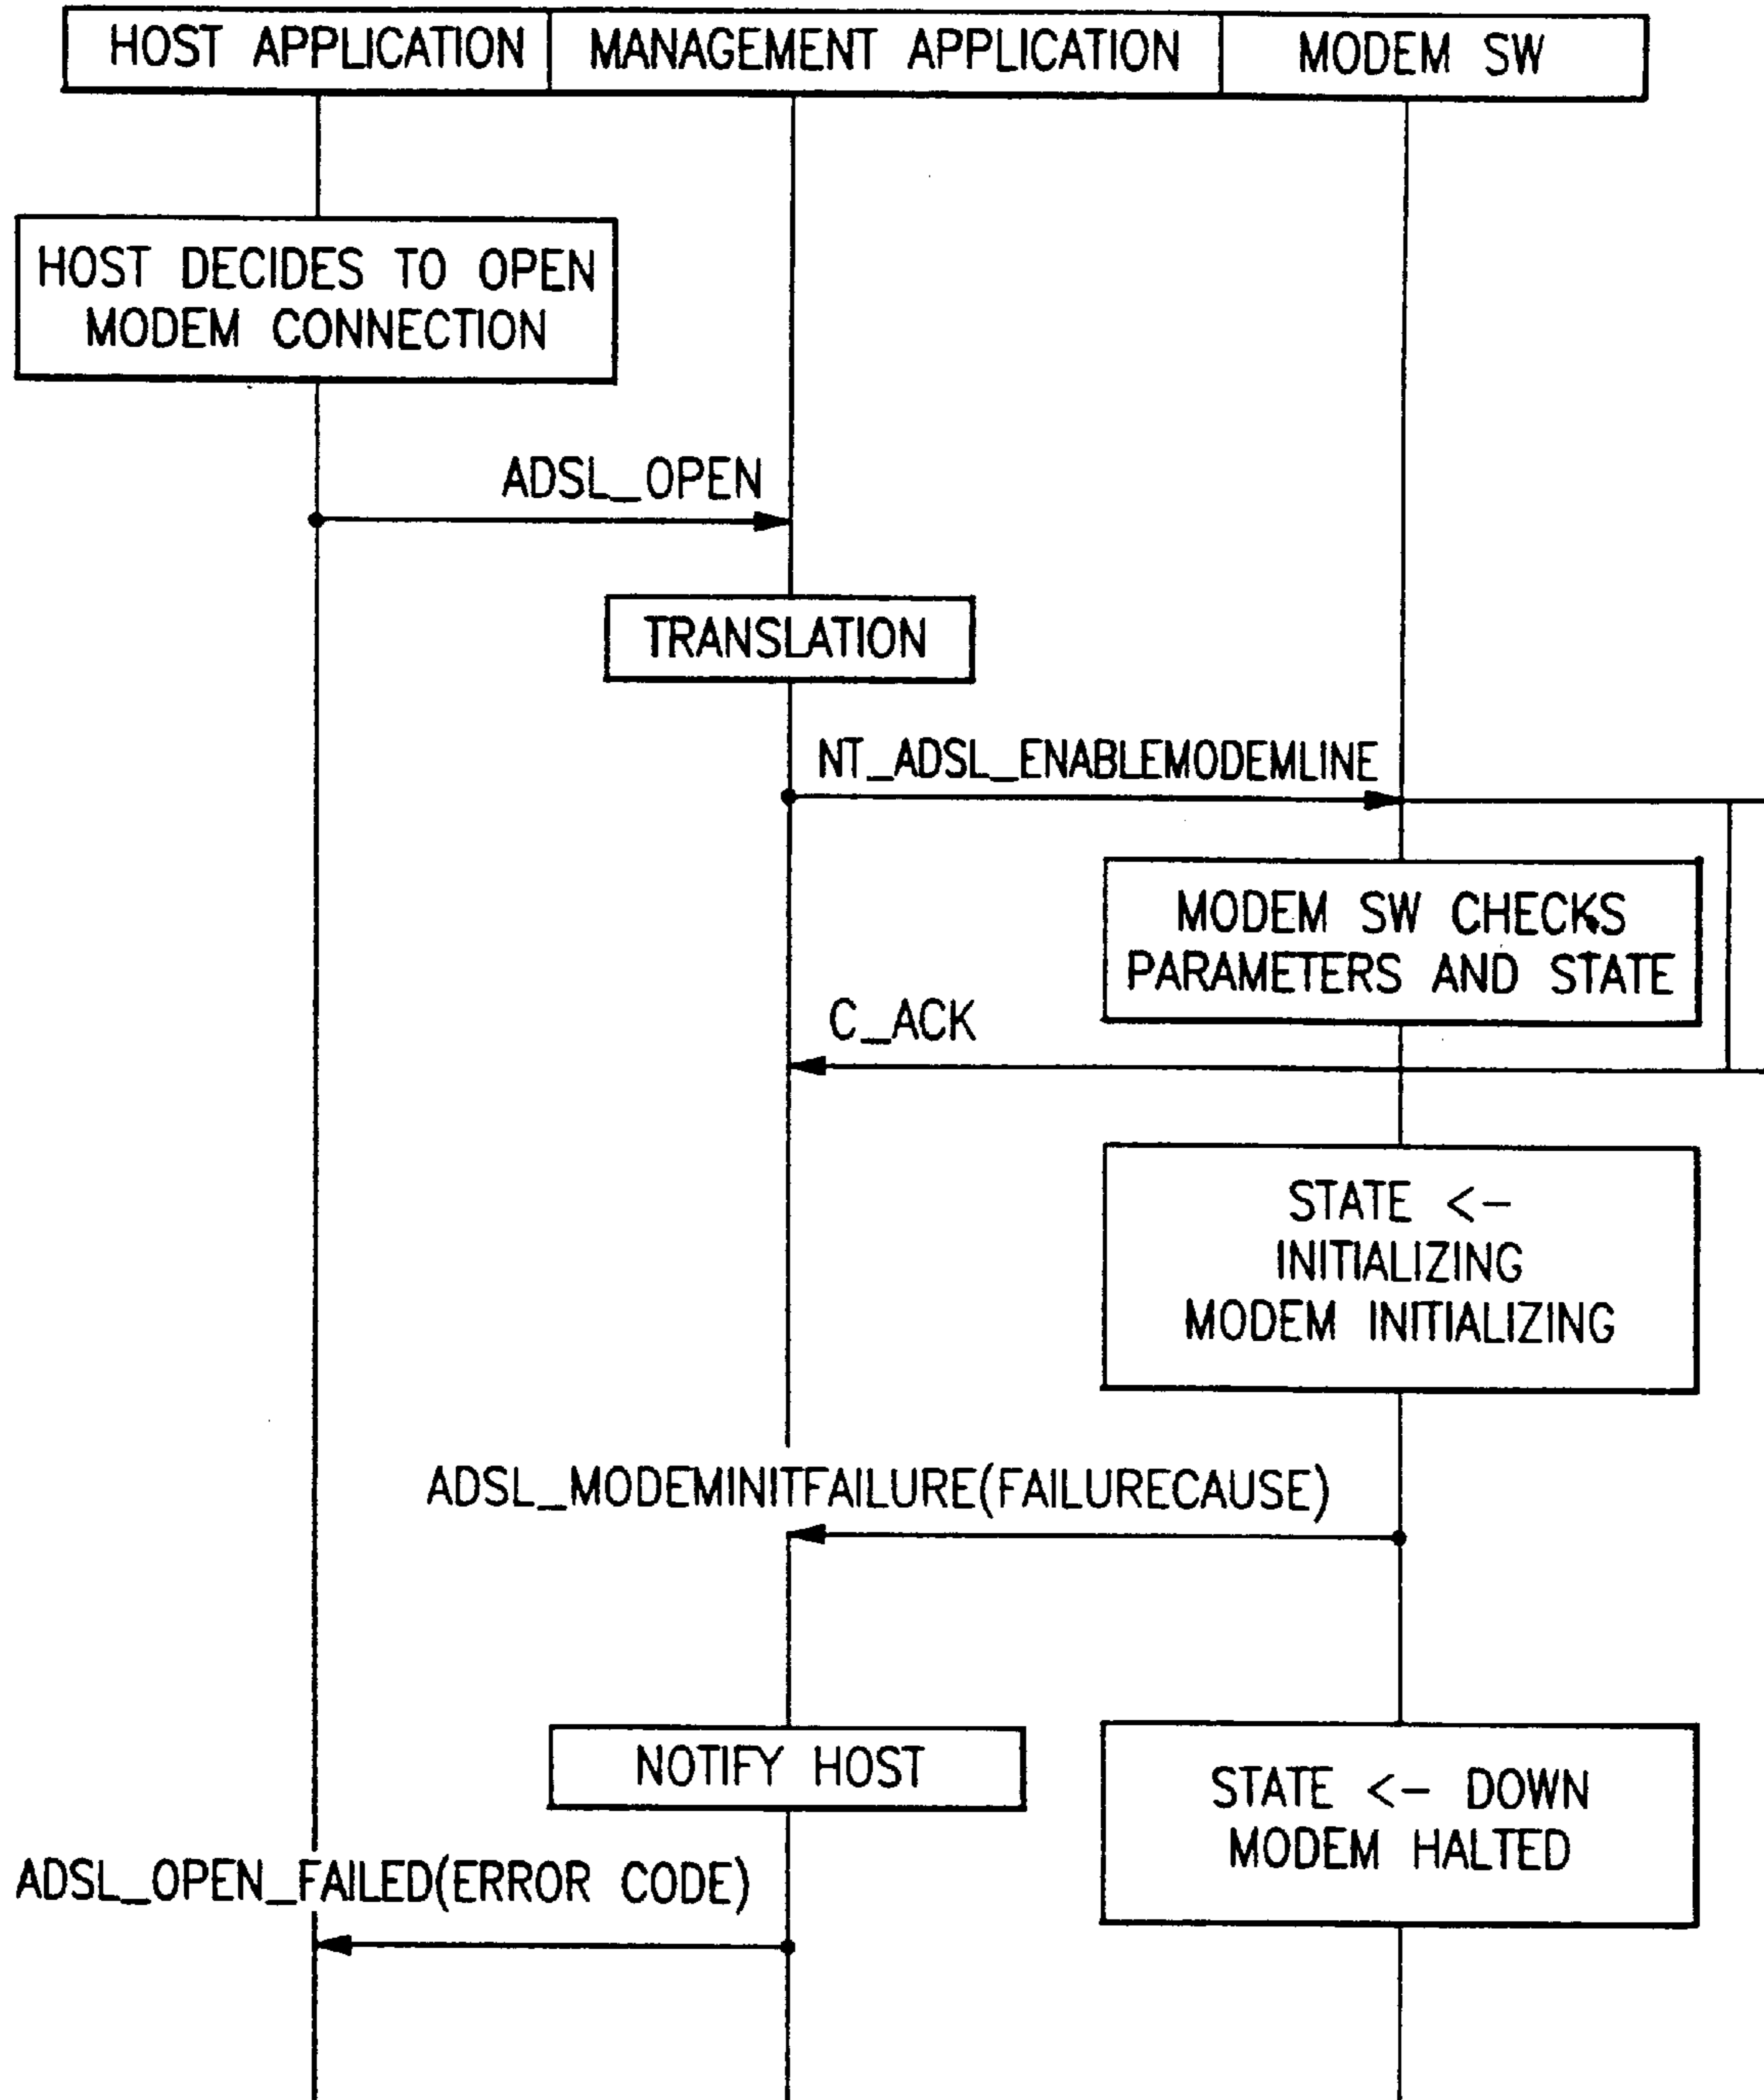 HOST APPLICATION
MANAGEMENT APPLICATION
MODEM SW
HOST DECIDES TO OPEN
MODEM CONNECTION
ADSL_OPEN
TRANSLATION
NT_ADSL_ENABLEMODEMLINE
MODEM SW CHECKS
PARAMETERS AND STATE
C_ACK
STATE <-
INITIALIZING
MODEM INITIALIZING
ADSL_MODEMINITFAILURE(FAILURECAUSE)
NOTIFY HOST
STATE <- DOWN
MODEM HALTED
ADSL_OPEN_FAILED(ERROR CODE)